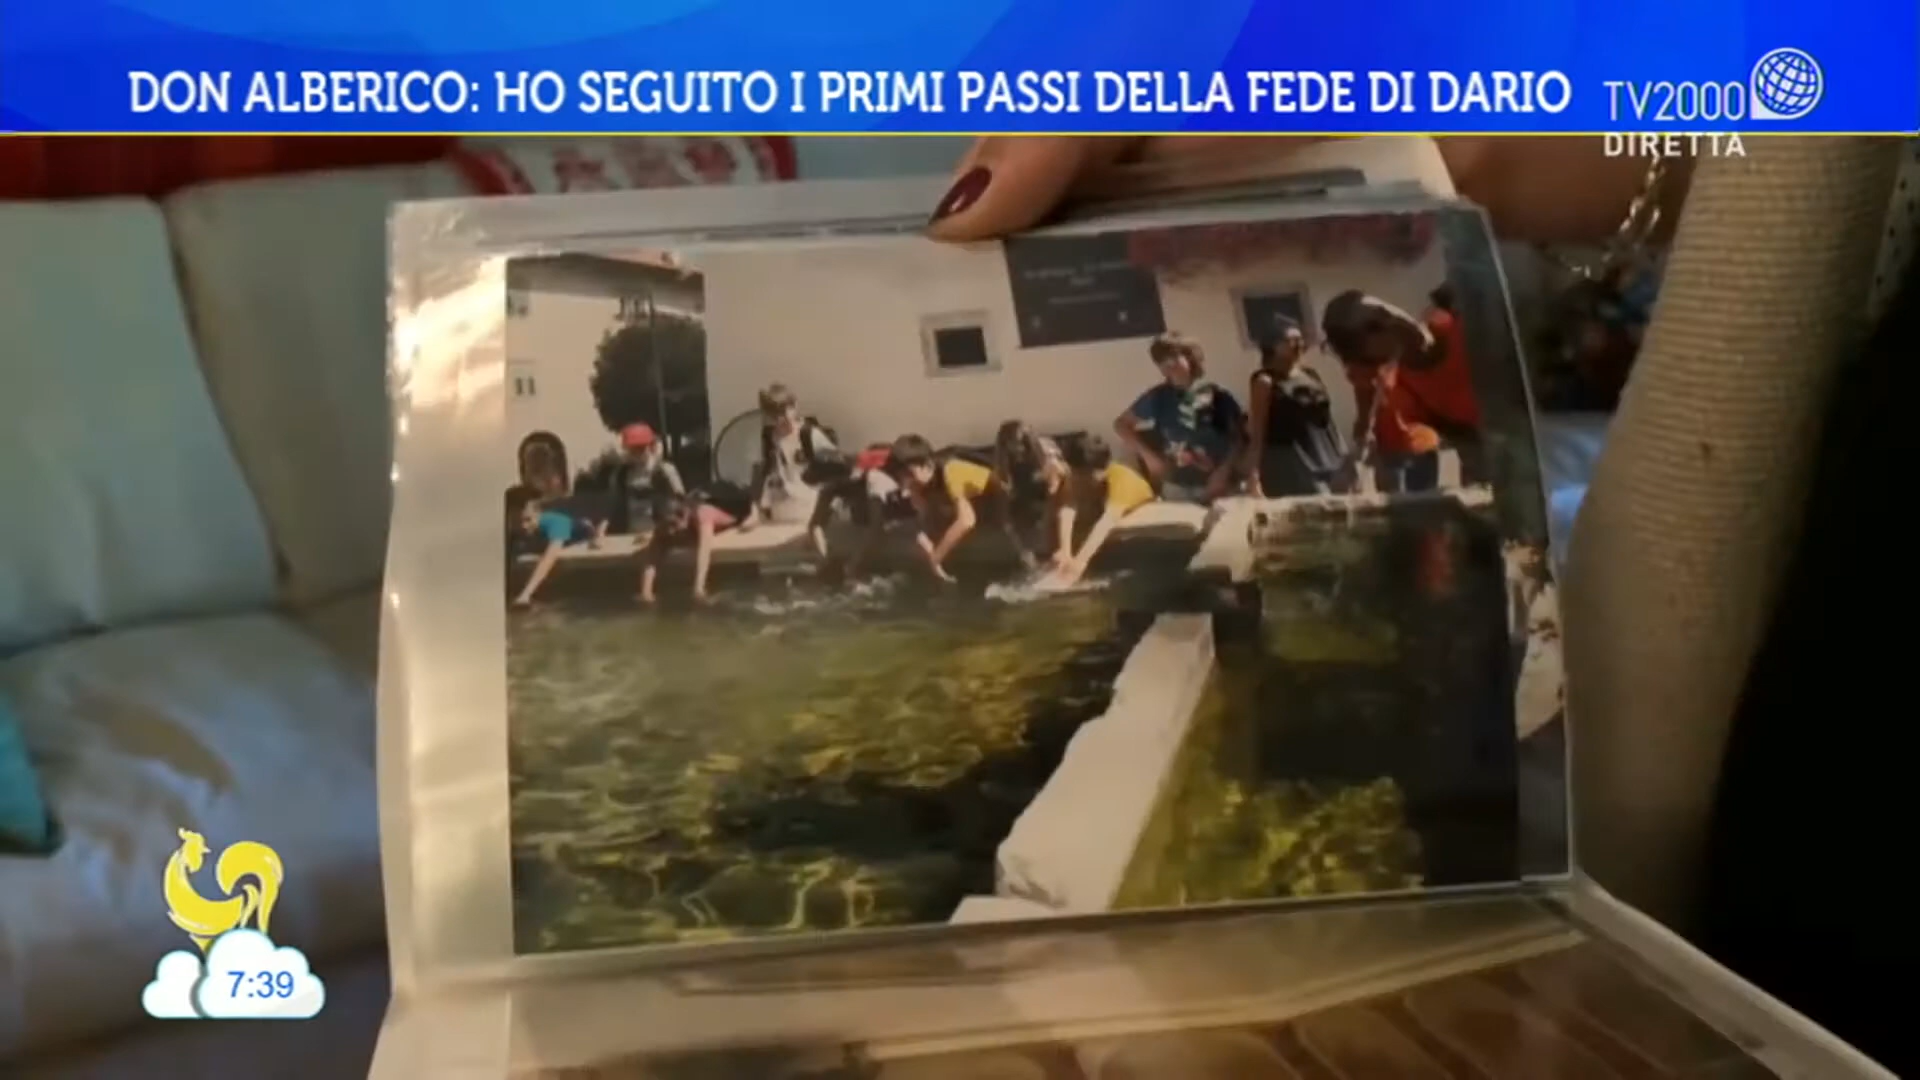 DON ALBERICO: HO SEGUITO I PRIMI PASSI DELLA FEDE DI DARIO
TV2000
DIRETTA
7:39